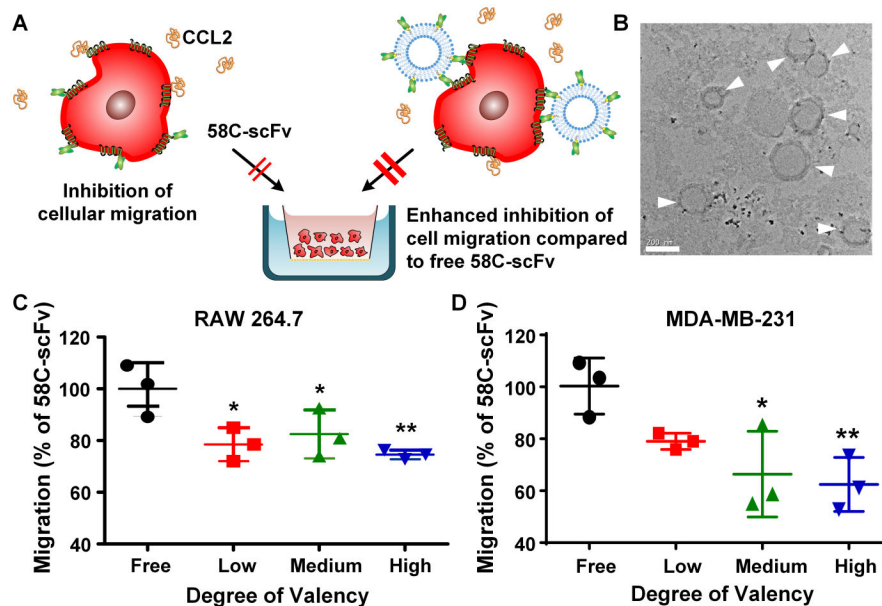 A
CCL2
58C-scFv
Inhibition of
cellular migration
Enhanced inhibition of
cell migration compared
to free 58C-scFv
B
200 nm
C
RAW 264.7
Migration (% of 58C-scFv)
120
100
80
60
40
*
*
**
Free
Low
Medium
High
Degree of Valency
D
MDA-MB-231
Migration (% of 58C-scFv)
120
100
80
60
40
*
**
Free
Low
Medium
High
Degree of Valency